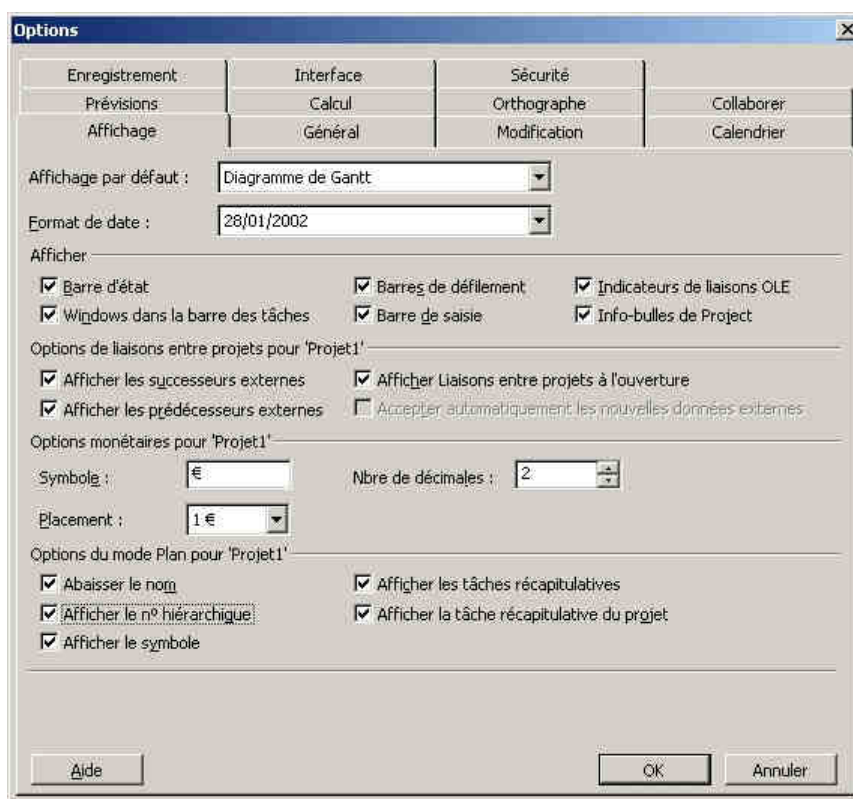 Options
Enregistrement Interface Sécurité
Prévisions Calcul Orthographe Collaborer
Affichage Général Modification Calendrier
Affichage par défaut : Diagramme de Gantt
Format de date : 28/01/2002
Afficher
Barre d'état Barres de défilement Indicateurs de liaisons OLE
Windows dans la barre des tâches Barre de saisie Info-bulles de Project
Options de liaisons entre projets pour 'Projet1'
Afficher les successeurs externes Afficher Liaisons entre projets à l'ouverture
Afficher les prédécesseurs externes Accepter automatiquement les nouvelles données externes
Options monétaires pour 'Projet1'
Symbole : € Nbre de décimales : 2
Placement : 1 €
Options du mode Plan pour 'Projet1'
Abaisser le nom Afficher les tâches récapitulatives
Afficher le nº hiérarchique Afficher la tâche récapitulative du projet
Afficher le symbole
Aide OK Annuler